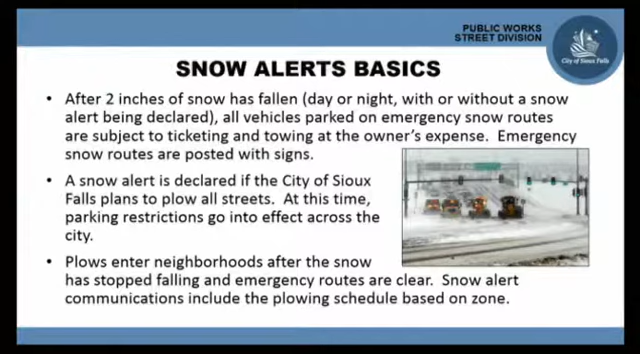 PUBLIC WORKS
STREET DIVISION
City of Sioux Falls
SNOW ALERTS BASICS
• After 2 inches of snow has fallen (day or night, with or without a snow
alert being declared), all vehicles parked on emergency snow routes
are subject to ticketing and towing at the owner's expense. Emergency
snow routes are posted with signs.
• A snow alert is declared if the City of Sioux
Falls plans to plow all streets. At this time,
parking restrictions go into effect across the
city.
• Plows enter neighborhoods after the snow
has stopped falling and emergency routes are clear. Snow alert
communications include the plowing schedule based on zone.